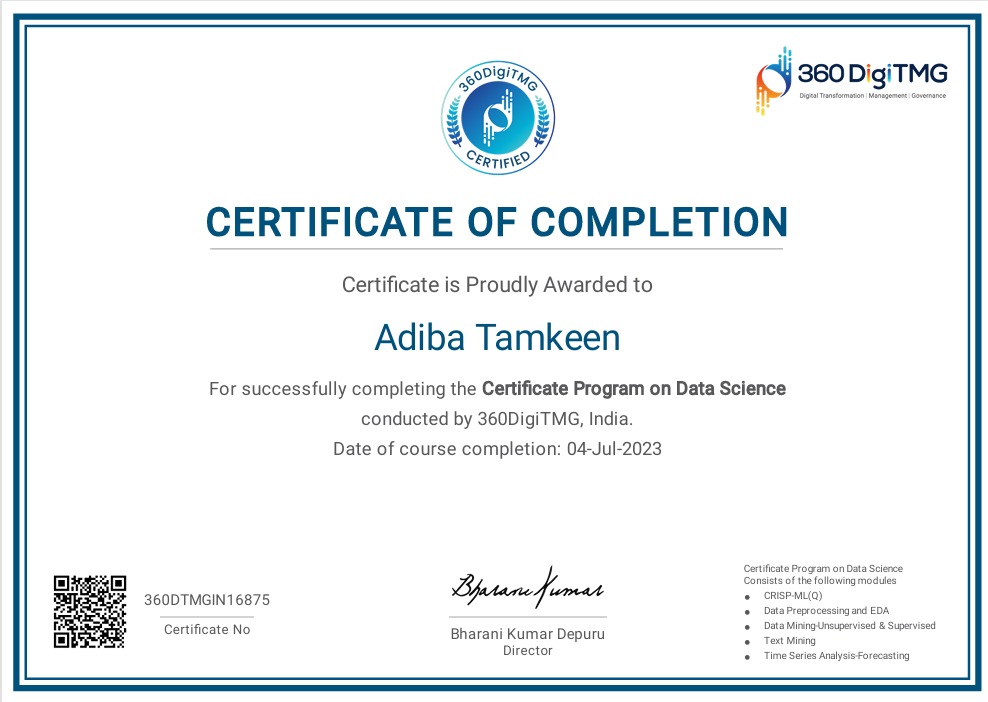 360DigiTMG
CERTIFIED
360 DigiTMG
Digital Transformation | Management | Governance
CERTIFICATE OF COMPLETION
Certificate is Proudly Awarded to
Adiba Tamkeen
For successfully completing the Certificate Program on Data Science
conducted by 360DigiTMG, India.
Date of course completion: 04-Jul-2023
360DTMGIN16875
Certificate No
Bharani Kumar
Bharani Kumar Depuru
Director
Certificate Program on Data Science
Consists of the following modules
• CRISP-ML(Q)
• Data Preprocessing and EDA
• Data Mining-Unsupervised & Supervised
• Text Mining
• Time Series Analysis-Forecasting